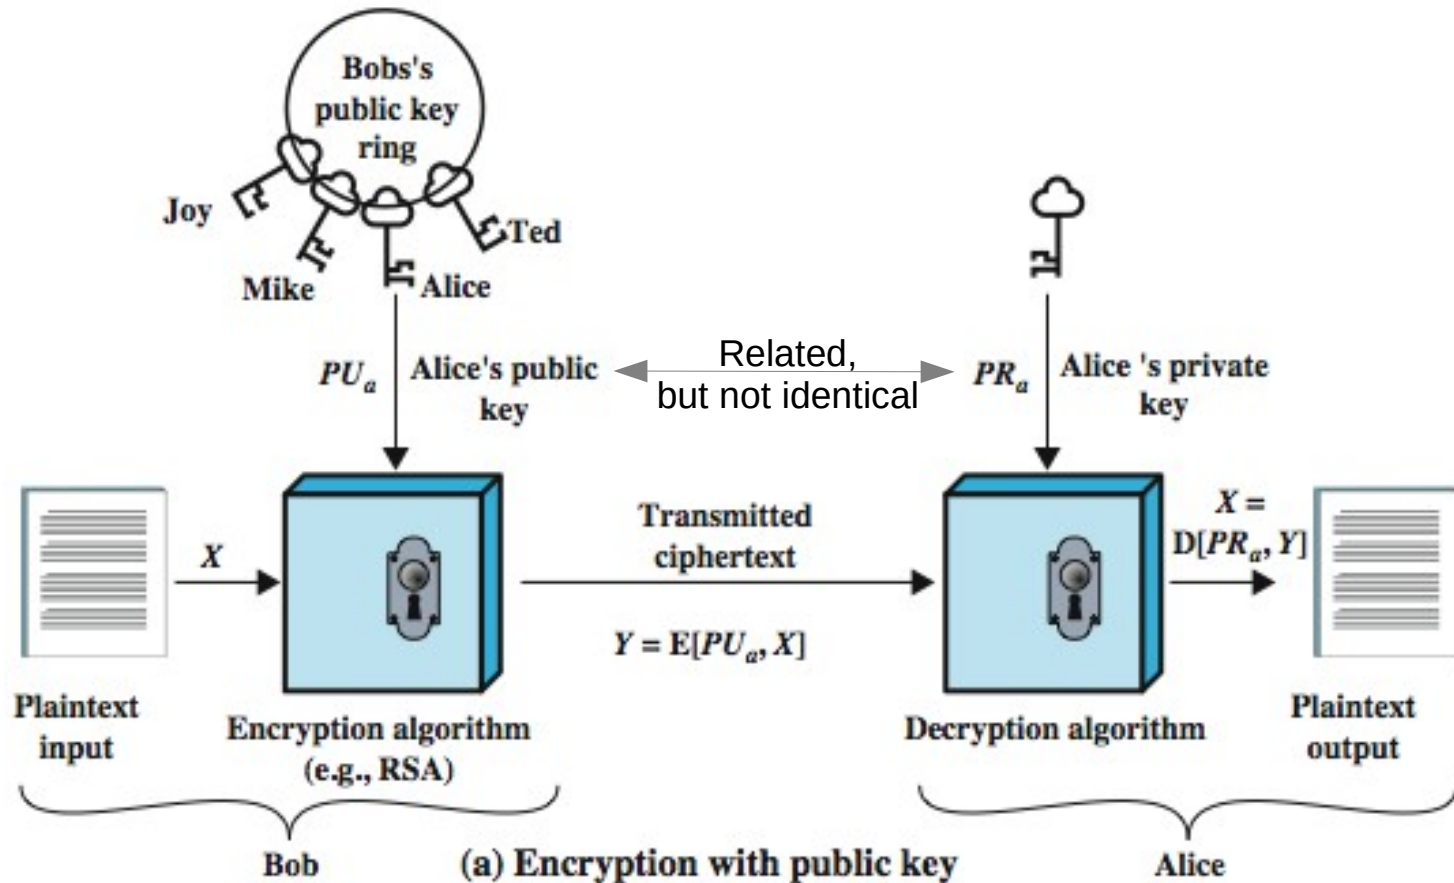 Bobs's
public key
ring
Joy
Ted
Mike
Alice
PUa
Alice's public
key
Related,
but not identical
PRa
Alice 's private
key
X
Transmitted
ciphertext
Y = E[PUa, X]
X =
D[PRa, Y]
Plaintext
input
Encryption algorithm
(e.g., RSA)
Decryption algorithm
Plaintext
output
Bob
(a) Encryption with public key
Alice